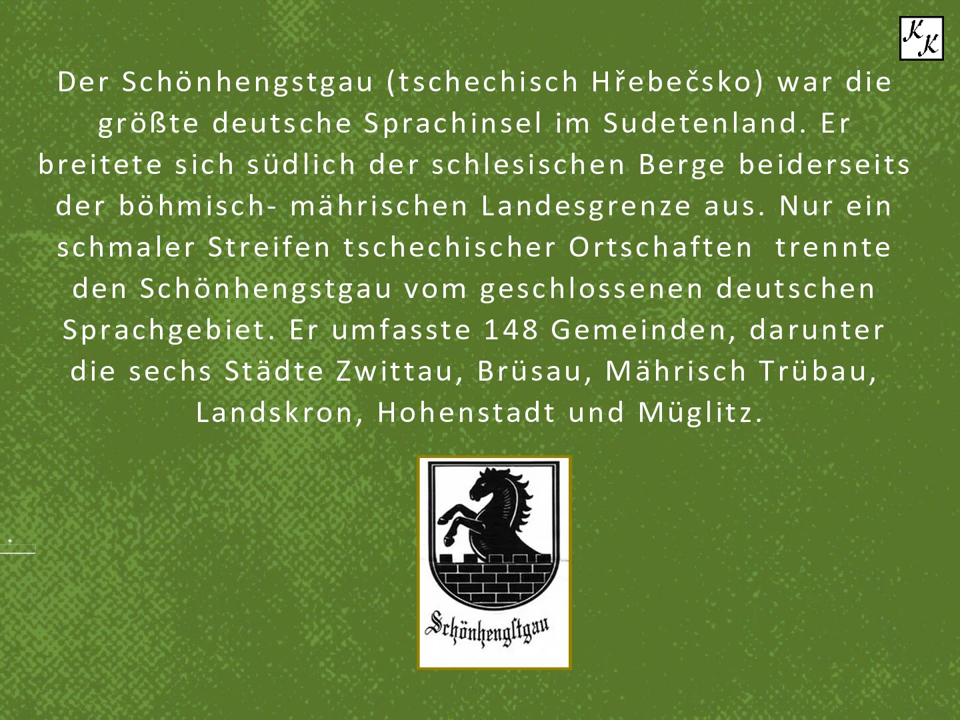 K
K
Der Schönhengstgau (tschechisch Hřebečsko) war die
größte deutsche Sprachinsel im Sudetenland. Er
breitete sich südlich der schlesischen Berge beiderseits
der böhmisch- mährischen Landesgrenze aus. Nur ein
schmaler Streifen tschechischer Ortschaften trennte
den Schönhengstgau vom geschlossenen deutschen
Sprachgebiet. Er umfasste 148 Gemeinden, darunter
die sechs Städte Zwittau, Brüsau, Mährisch Trübau,
Landskron, Hohenstadt und Müglitz.
Schönhengſtgau